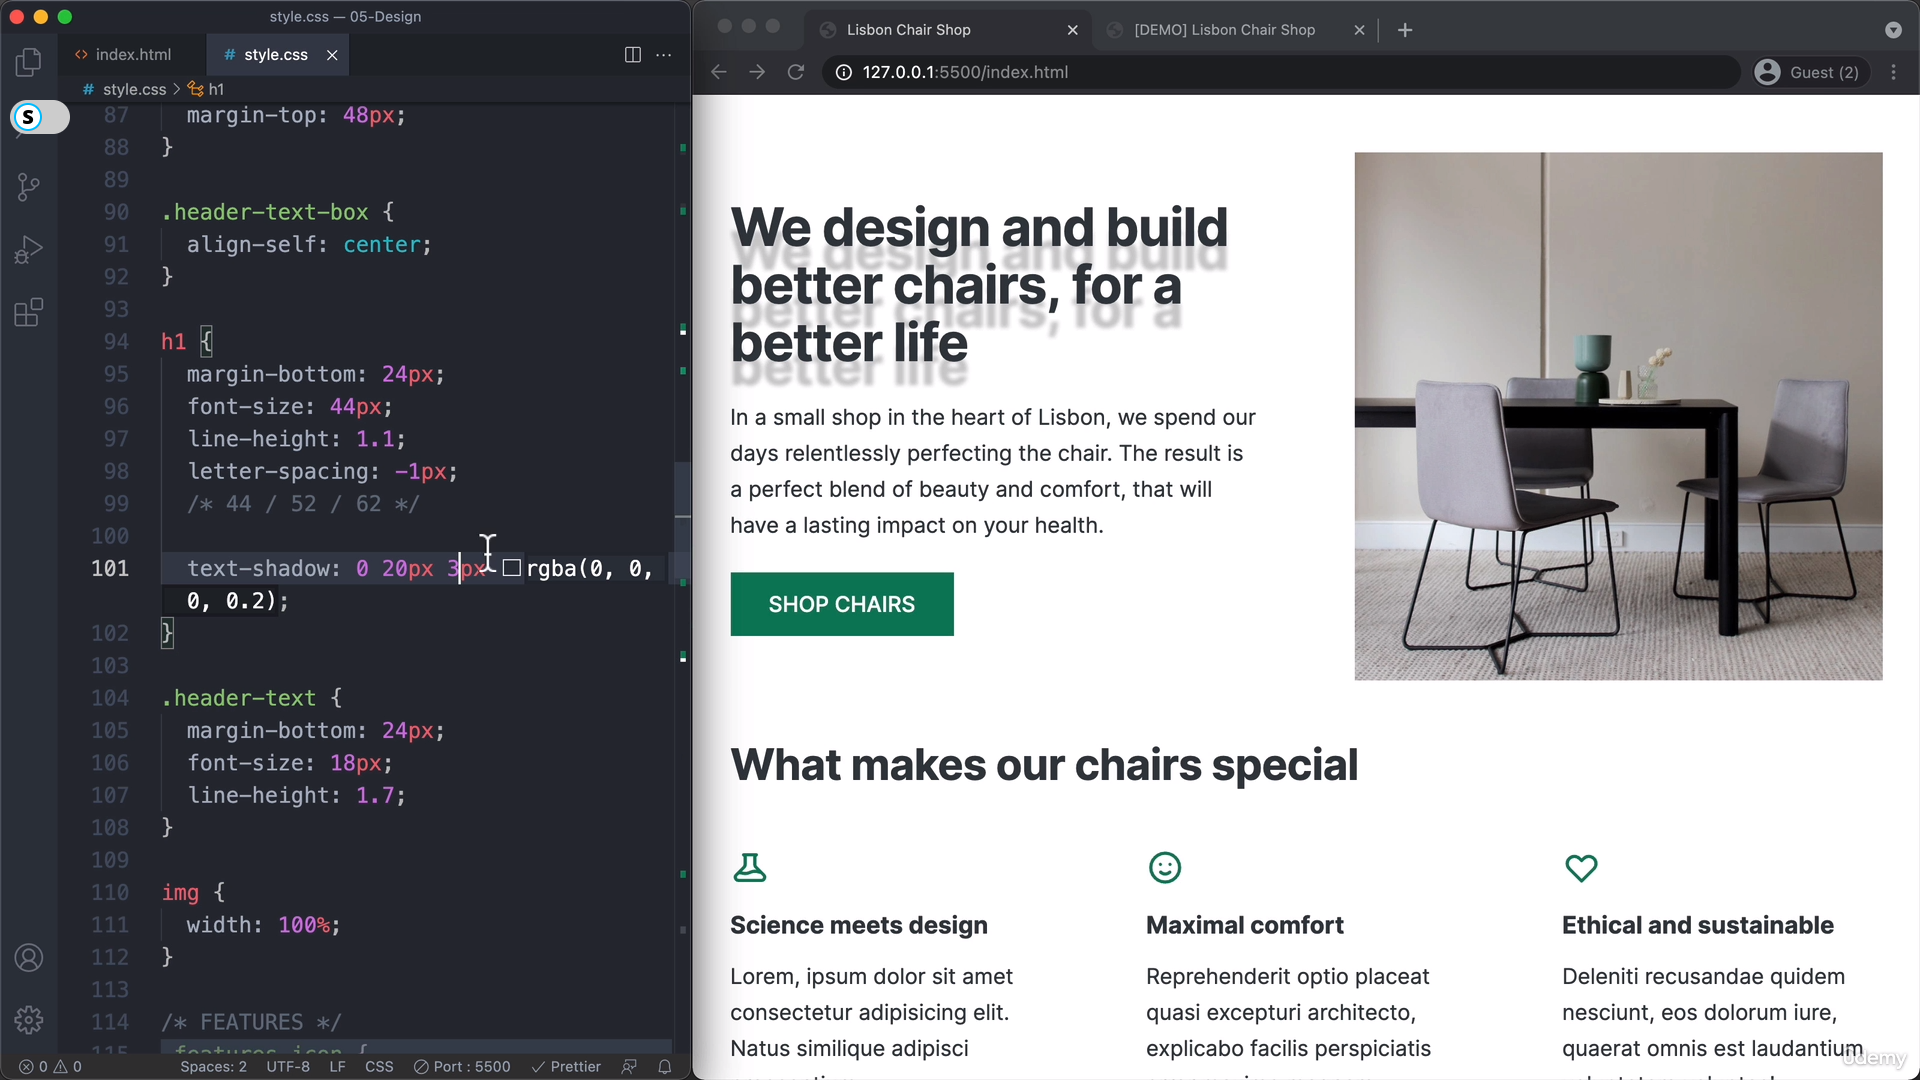 style.css — 05-Design
index.html
# style.css
# style.css > h1
S
87 margin-top: 48px;
88 }
89
90 .header-text-box {
91 align-self: center;
92 }
93
94 h1 {
95 margin-bottom: 24px;
96 font-size: 44px;
97 line-height: 1.1;
98 letter-spacing: -1px;
99 /* 44 / 52 / 62 */
100
101 text-shadow: 0 20px 3px rgba(0, 0,
0, 0.2);
102 }
103
104 .header-text {
105 margin-bottom: 24px;
106 font-size: 18px;
107 line-height: 1.7;
108 }
109
110 img {
111 width: 100%;
112 }
113
114 /* FEATURES */
0 0
Spaces: 2
UTF-8
LF
CSS
Port : 5500
Prettier
Lisbon Chair Shop
[DEMO] Lisbon Chair Shop
127.0.0.1:5500/index.html
Guest (2)
We design and build
better chairs, for a
better life
In a small shop in the heart of Lisbon, we spend our
days relentlessly perfecting the chair. The result is
a perfect blend of beauty and comfort, that will
have a lasting impact on your health.
SHOP CHAIRS
What makes our chairs special
Science meets design
Lorem, ipsum dolor sit amet
consectetur adipisicing elit.
Natus similique adipisci
Maximal comfort
Reprehenderit optio placeat
quasi excepturi architecto,
explicabo facilis perspiciatis
Ethical and sustainable
Deleniti recusandae quidem
nesciunt, eos dolorum iure,
quaerat omnis est laudantium
udemy